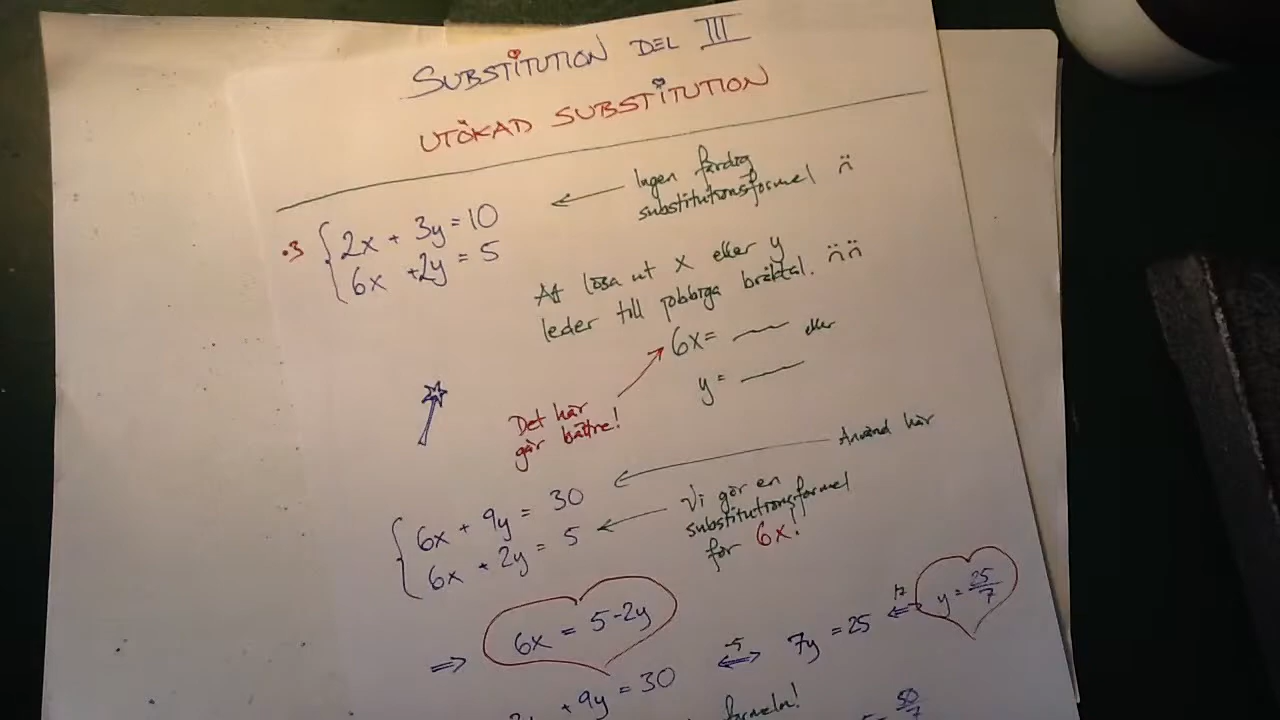 SUBSTITUTION DEL III
UTÖKAD SUBSTITUTION
Ingen färdig
substitutionsformel
·3
2x + 3y = 10
6x + 2y = 5
Att lösa ut x eller y
leder till jobbiga bråktal.
6x = eller
y =
Det här
går bättre!
Använd här
6x + 9y = 30
6x + 2y = 5
Vi gör en
substitutionsformel
för 6x!
⇒ 6x = 5-2y
+ 9y = 30
-5
⇔ 7y = 25
⇔ y = 25/7
formeln!
50/7